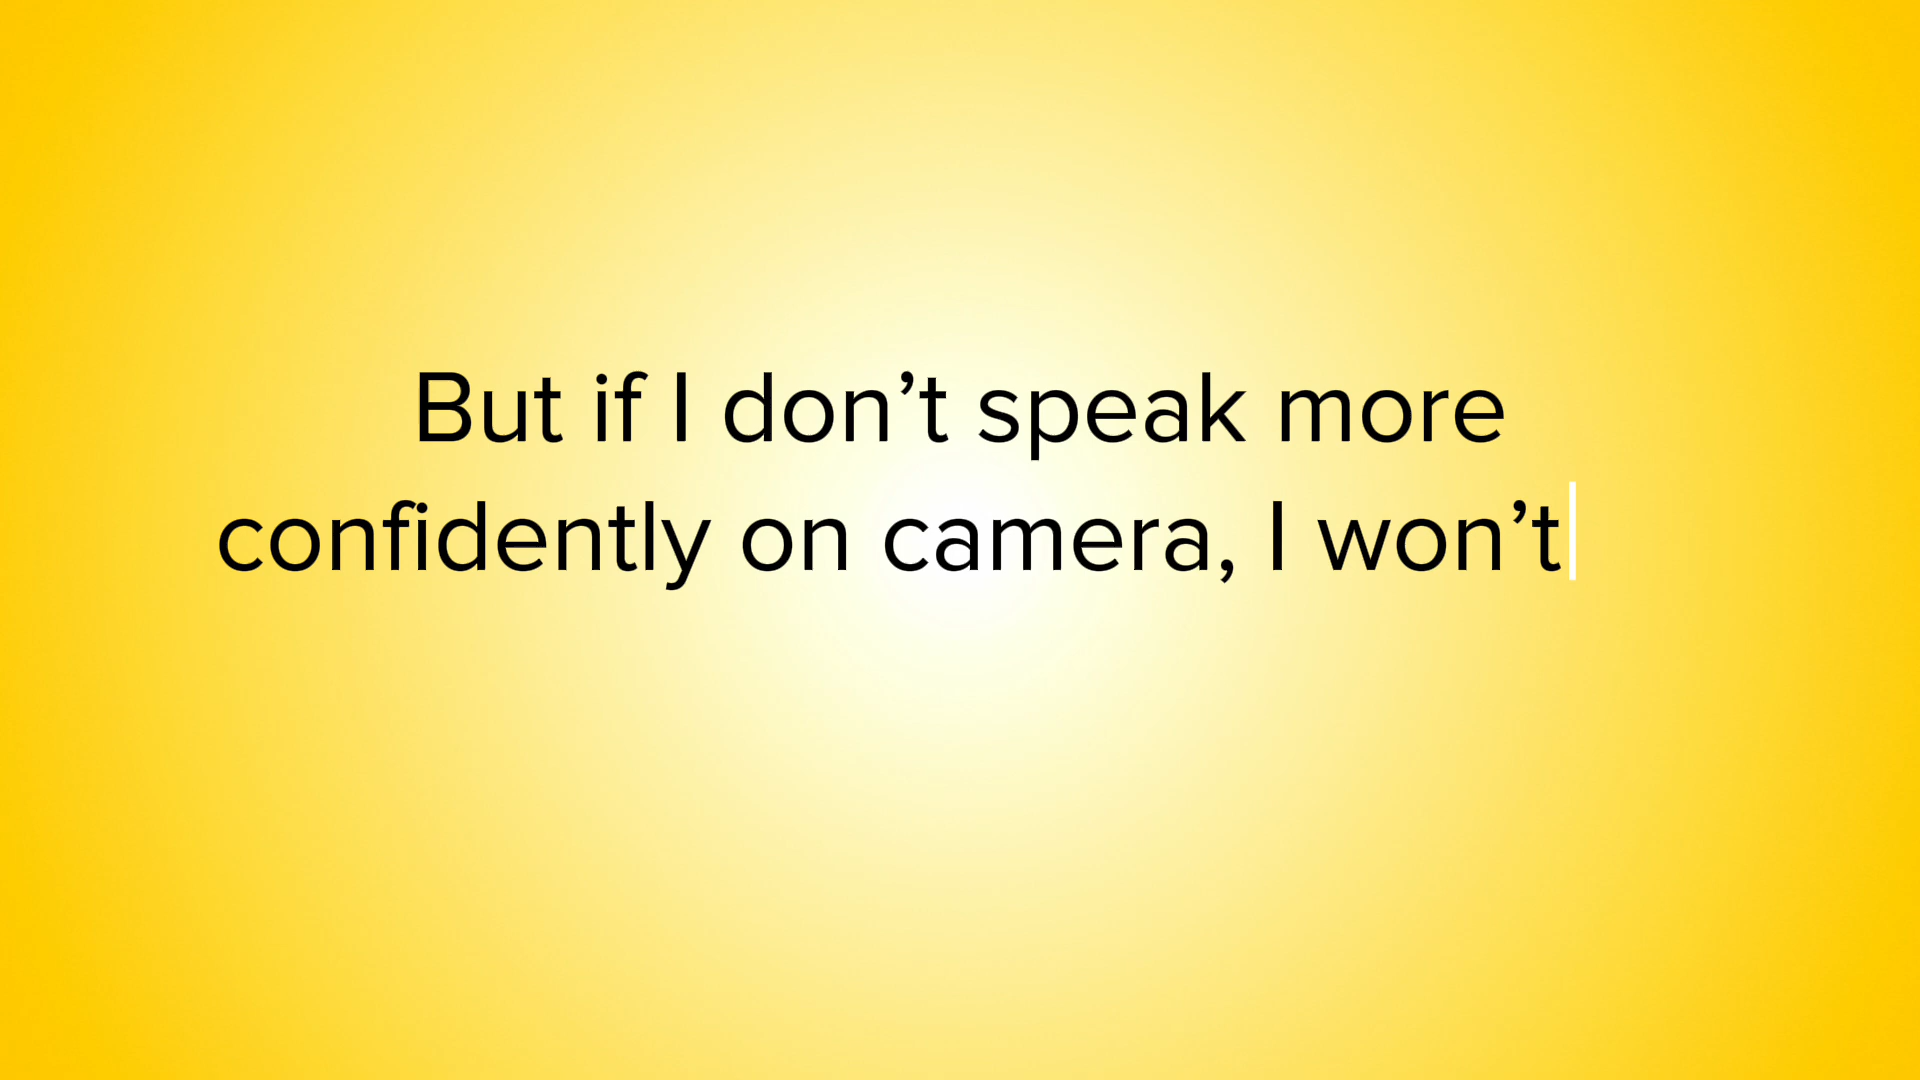 But if I don’t speak more
confidently on camera, I won’t